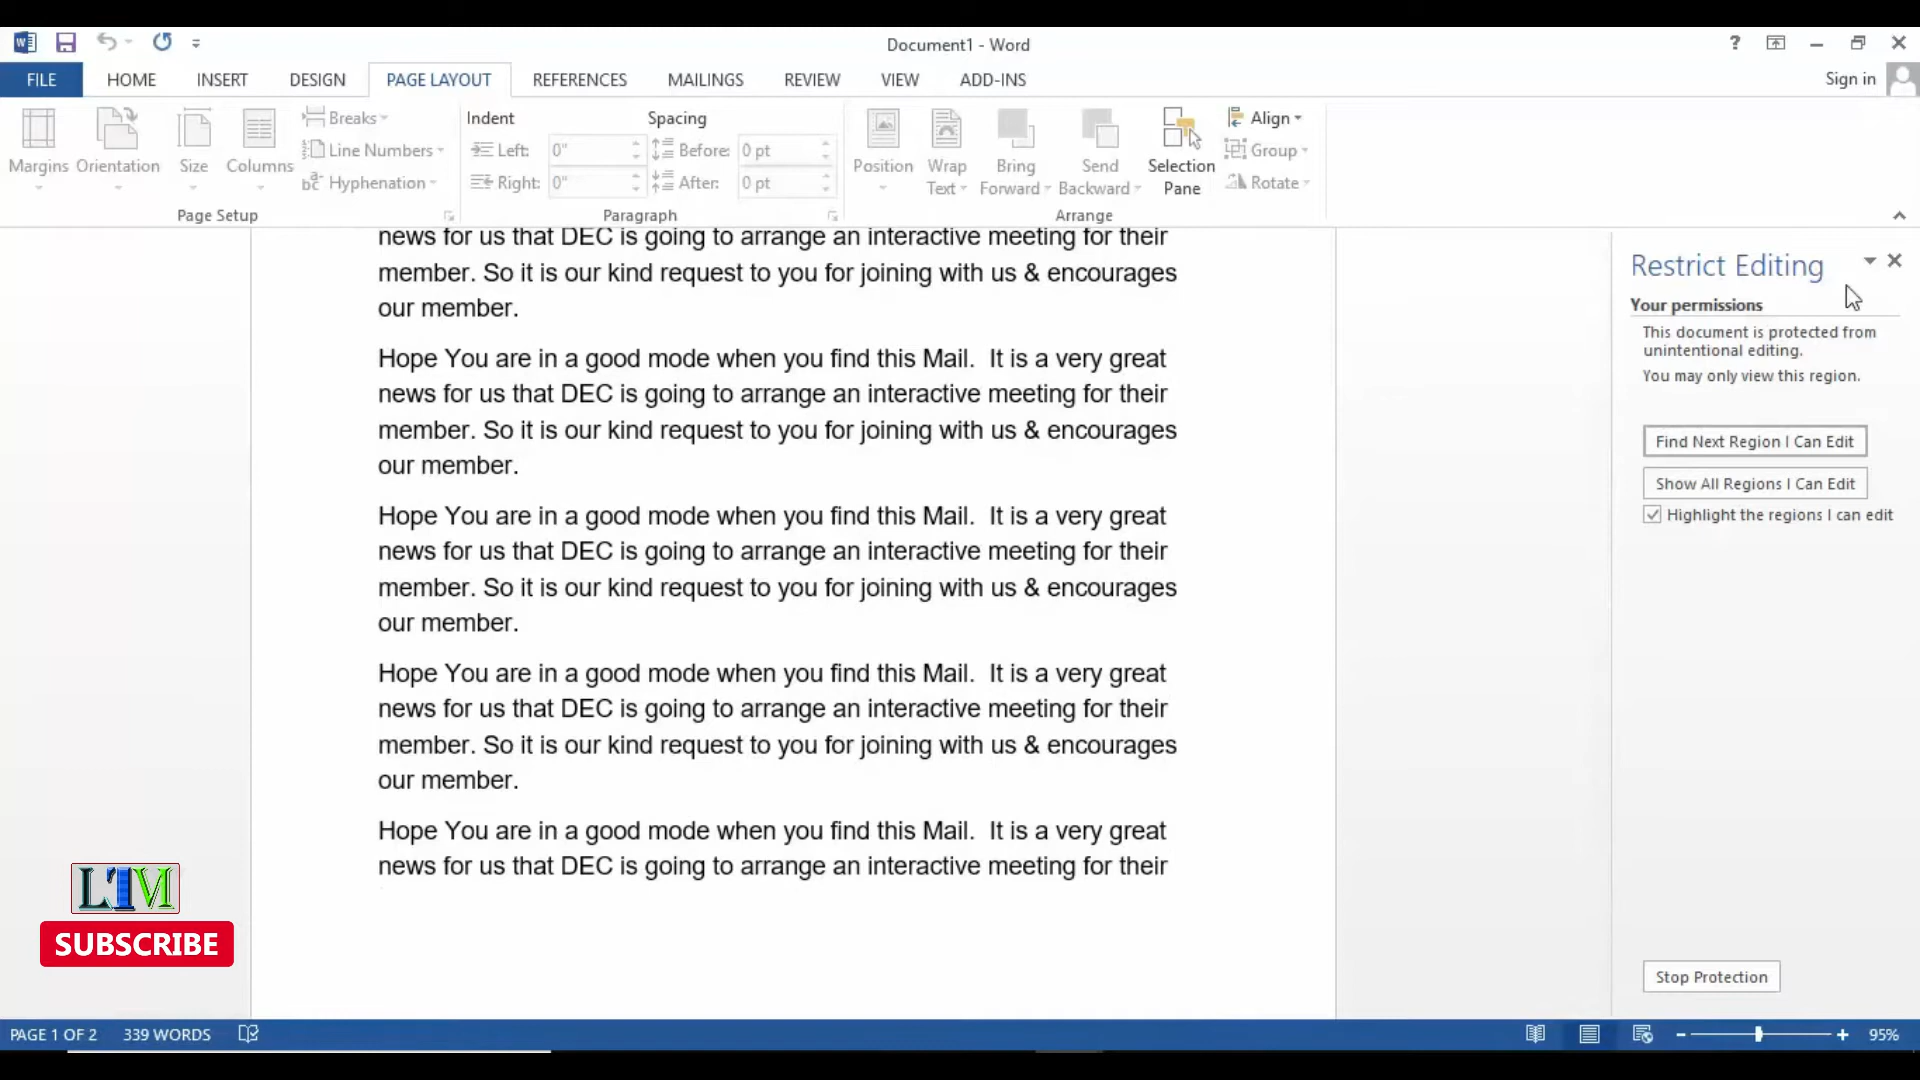 Document1 - Word
FILE HOME INSERT DESIGN PAGE LAYOUT REFERENCES MAILINGS REVIEW VIEW ADD-INS
Sign in
Margins
Orientation
Size
Columns
Breaks
Line Numbers
Hyphenation
Page Setup
Indent
Left: 0"
Right: 0"
Spacing
Before: 0 pt
After: 0 pt
Paragraph
Position
Wrap
Text
Bring
Forward
Send
Backward
Selection
Pane
Align
Group
Rotate
Arrange
news for us that DEC is going to arrange an interactive meeting for their
member. So it is our kind request to you for joining with us & encourages
our member.
Hope You are in a good mode when you find this Mail.  It is a very great
news for us that DEC is going to arrange an interactive meeting for their
member. So it is our kind request to you for joining with us & encourages
our member.
Hope You are in a good mode when you find this Mail.  It is a very great
news for us that DEC is going to arrange an interactive meeting for their
member. So it is our kind request to you for joining with us & encourages
our member.
Hope You are in a good mode when you find this Mail.  It is a very great
news for us that DEC is going to arrange an interactive meeting for their
member. So it is our kind request to you for joining with us & encourages
our member.
Hope You are in a good mode when you find this Mail.  It is a very great
news for us that DEC is going to arrange an interactive meeting for their
Restrict Editing
Your permissions
This document is protected from
unintentional editing.
You may only view this region.
Find Next Region I Can Edit
Show All Regions I Can Edit
Highlight the regions I can edit
Stop Protection
LTM
SUBSCRIBE
PAGE 1 OF 2 339 WORDS
95%